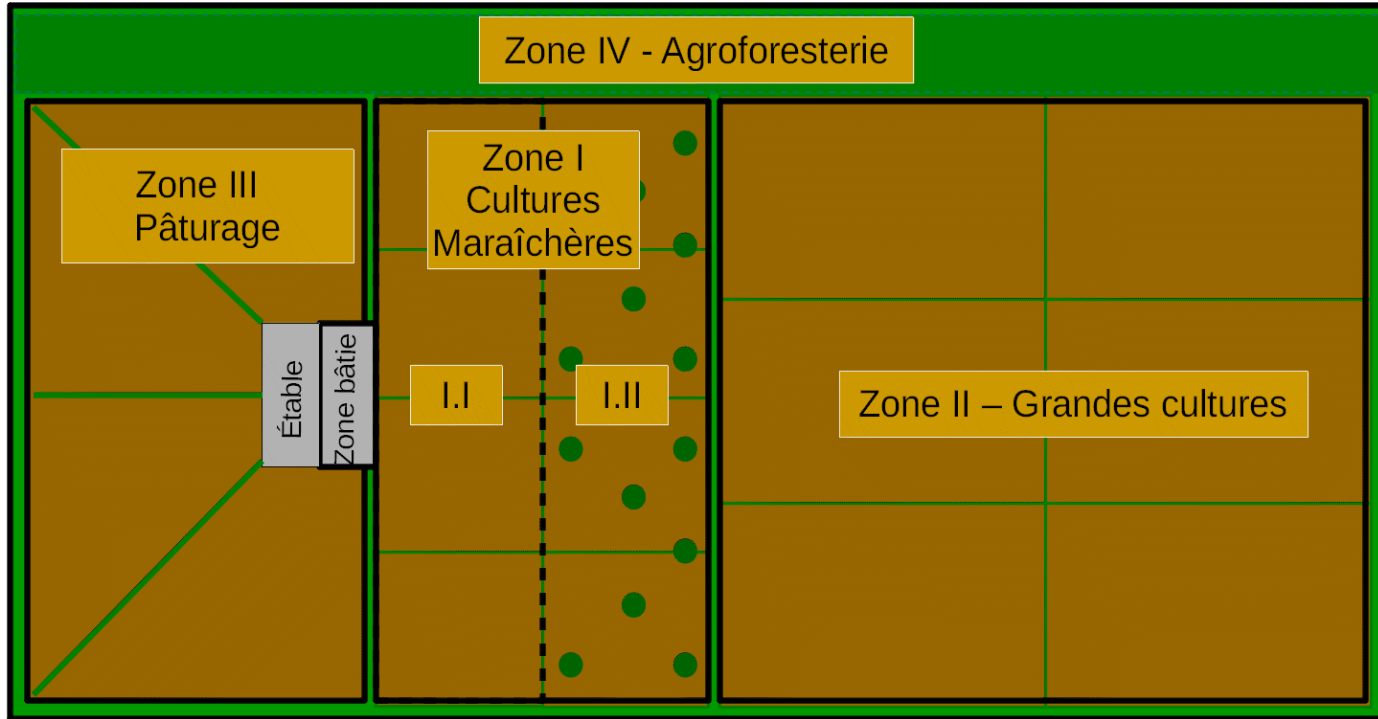 Zone IV - Agroforesterie
Zone III
Pâturage
Zone I
Cultures
Maraîchères
Étable
Zone bâtie
I.I
I.II
Zone II – Grandes cultures